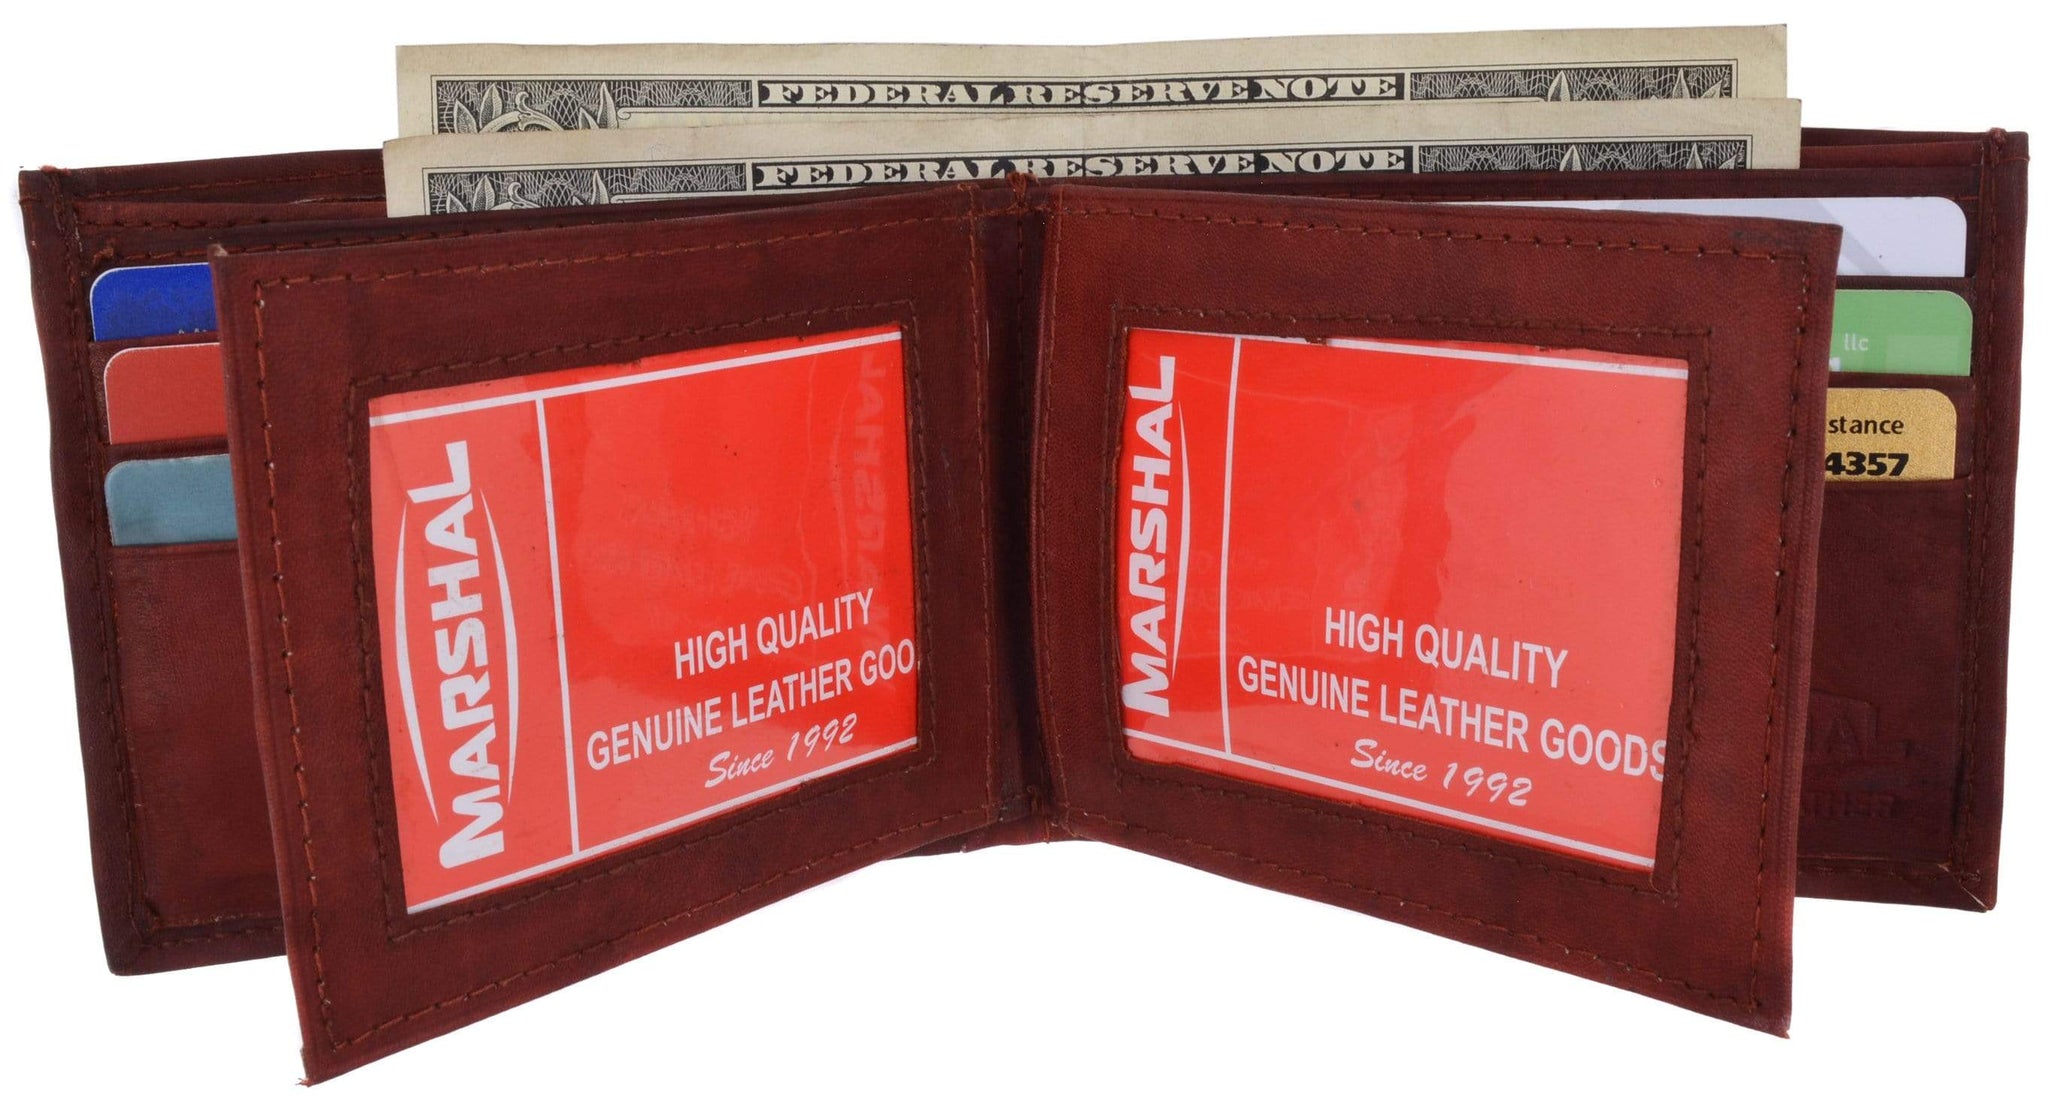 FEDERAL RESERVE NOTE
FEDERAL RESERVE NOTE
MARSHAL
HIGH QUALITY
GENUINE LEATHER GOO
Since 1992
MARSHAL
HIGH QUALITY
GENUINE LEATHER GOODS
Since 1992
llc
stance
4357